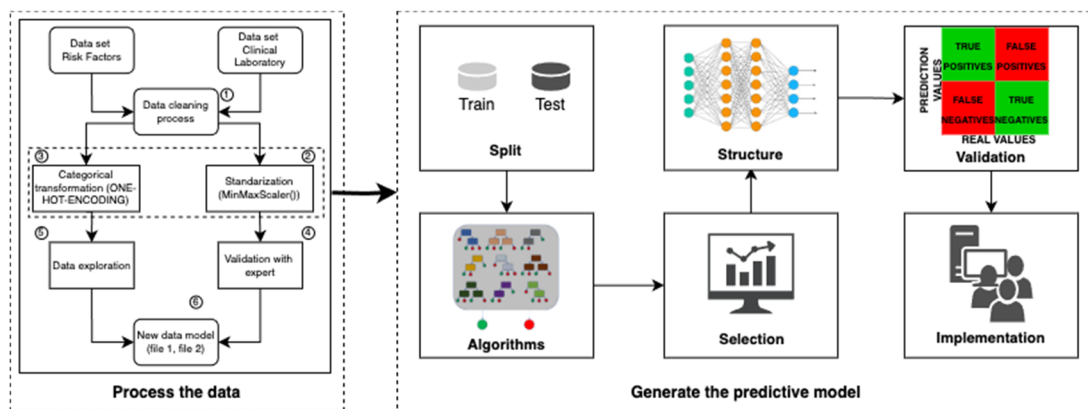 Data set
Risk Factors
Data set
Clinical
Laboratory
1
Data cleaning
process
3
Categorical
transformation (ONE-
HOT-ENCODING)
2
Standarization
(MinMaxScaler())
5
Data exploration
4
Validation with
expert
6
New data model
(file 1, file 2)
Process the data
Train
Test
Split
Structure
PREDICTION
VALUES
TRUE
POSITIVES
FALSE
POSITIVES
FALSE
NEGATIVES
TRUE
NEGATIVES
REAL VALUES
Validation
Algorithms
Selection
Implementation
Generate the predictive model